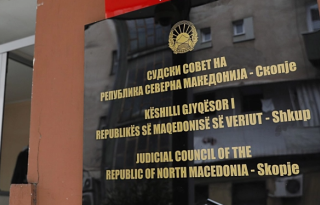 СУДСКИ СОВЕТ НА
РЕПУБЛИКА СЕВЕРНА МАКЕДОНИЈА - Скопје
KËSHILLI GJYQËSOR I
REPUBLIKËS SË MAQEDONISË SË VERIUT - Shkup
JUDICIAL COUNCIL OF THE
REPUBLIC OF NORTH MACEDONIA - Skopje